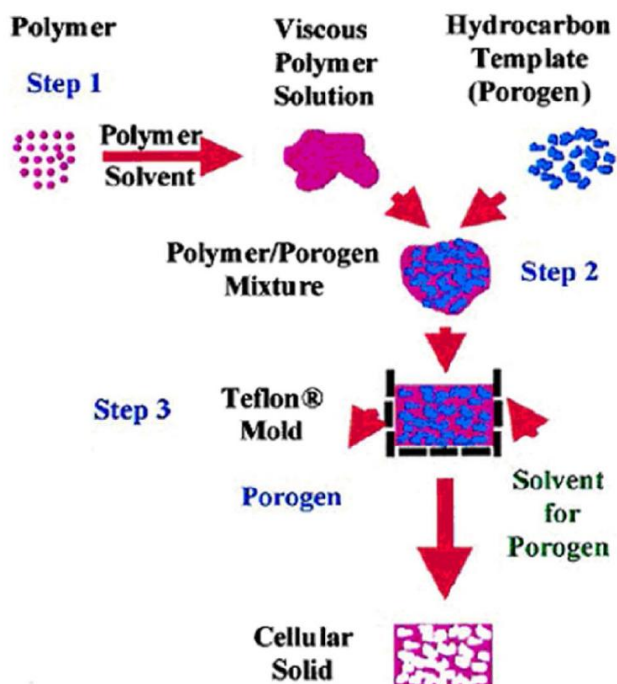 Polymer
Viscous
Polymer
Solution
Hydrocarbon
Template
(Porogen)
Step 1
Polymer
Solvent
Polymer/Porogen
Mixture
Step 2
Step 3
Teflon®
Mold
Porogen
Solvent
for
Porogen
Cellular
Solid